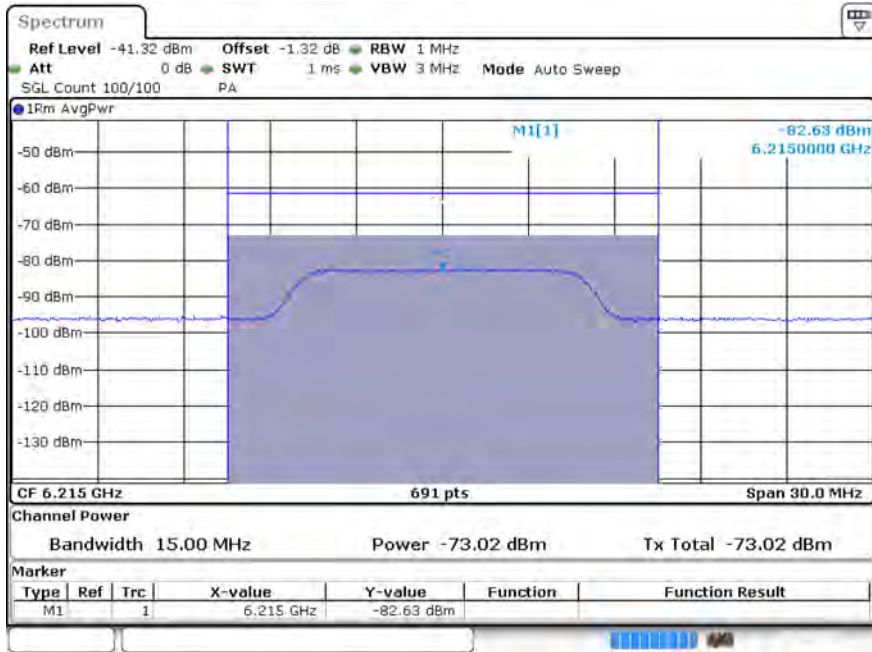 Spectrum
Ref Level -41.32 dBm Offset -1.32 dB RBW 1 MHz
Att 0 dB SWT 1 ms VBW 3 MHz Mode Auto Sweep
SGL Count 100/100 PA
1Rm AvgPwr
M1[1] -82.63 dBm
6.2150000 GHz
-50 dBm
-60 dBm
-70 dBm
-80 dBm
-90 dBm
-100 dBm
-110 dBm
-120 dBm
-130 dBm
CF 6.215 GHz 691 pts Span 30.0 MHz
Channel Power
Bandwidth 15.00 MHz Power -73.02 dBm Tx Total -73.02 dBm
Marker
Type Ref Trc X-value Y-value Function Function Result
M1 1 6.215 GHz -82.63 dBm